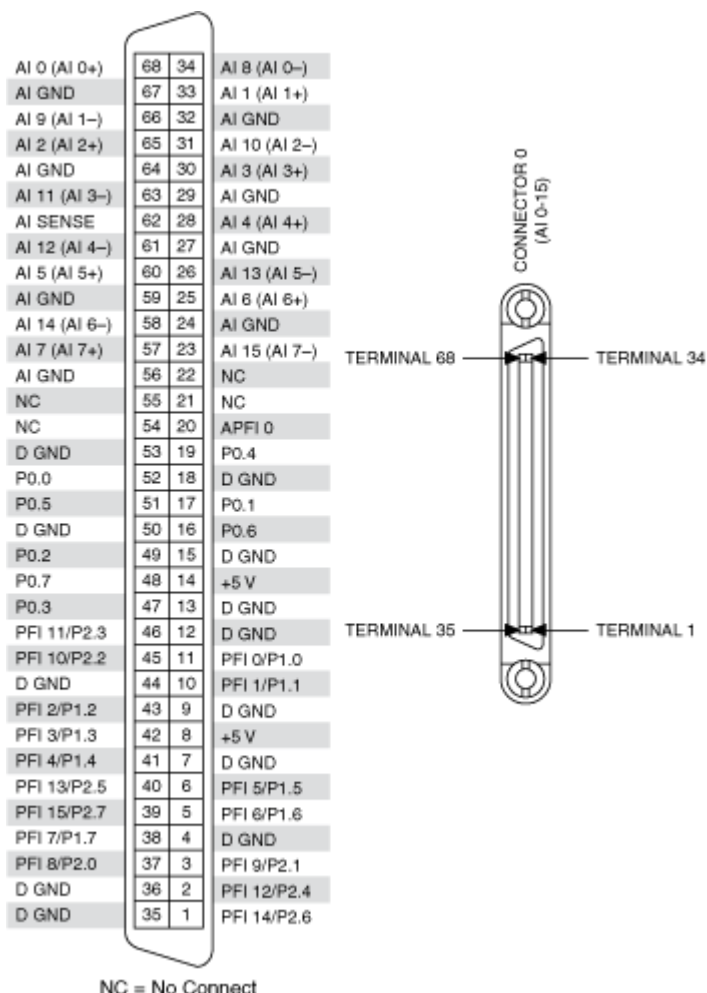 AI 0 (AI 0+) 68 34 AI 8 (AI 0–)
AI GND 67 33 AI 1 (AI 1+)
AI 9 (AI 1–) 66 32 AI GND
AI 2 (AI 2+) 65 31 AI 10 (AI 2–)
AI GND 64 30 AI 3 (AI 3+)
AI 11 (AI 3–) 63 29 AI GND
AI SENSE 62 28 AI 4 (AI 4+)
AI 12 (AI 4–) 61 27 AI GND
AI 5 (AI 5+) 60 26 AI 13 (AI 5–)
AI GND 59 25 AI 6 (AI 6+)
AI 14 (AI 6–) 58 24 AI GND
AI 7 (AI 7+) 57 23 AI 15 (AI 7–)
AI GND 56 22 NC
NC 55 21 NC
NC 54 20 APFI 0
D GND 53 19 P0.4
P0.0 52 18 D GND
P0.5 51 17 P0.1
D GND 50 16 P0.6
P0.2 49 15 D GND
P0.7 48 14 +5 V
P0.3 47 13 D GND
PFI 11/P2.3 46 12 D GND
PFI 10/P2.2 45 11 PFI 0/P1.0
D GND 44 10 PFI 1/P1.1
PFI 2/P1.2 43 9 D GND
PFI 3/P1.3 42 8 +5 V
PFI 4/P1.4 41 7 D GND
PFI 13/P2.5 40 6 PFI 5/P1.5
PFI 15/P2.7 39 5 PFI 6/P1.6
PFI 7/P1.7 38 4 D GND
PFI 8/P2.0 37 3 PFI 9/P2.1
D GND 36 2 PFI 12/P2.4
D GND 35 1 PFI 14/P2.6
NC = No Connect
CONNECTOR 0
(AI 0-15)
TERMINAL 68 TERMINAL 34
TERMINAL 35 TERMINAL 1